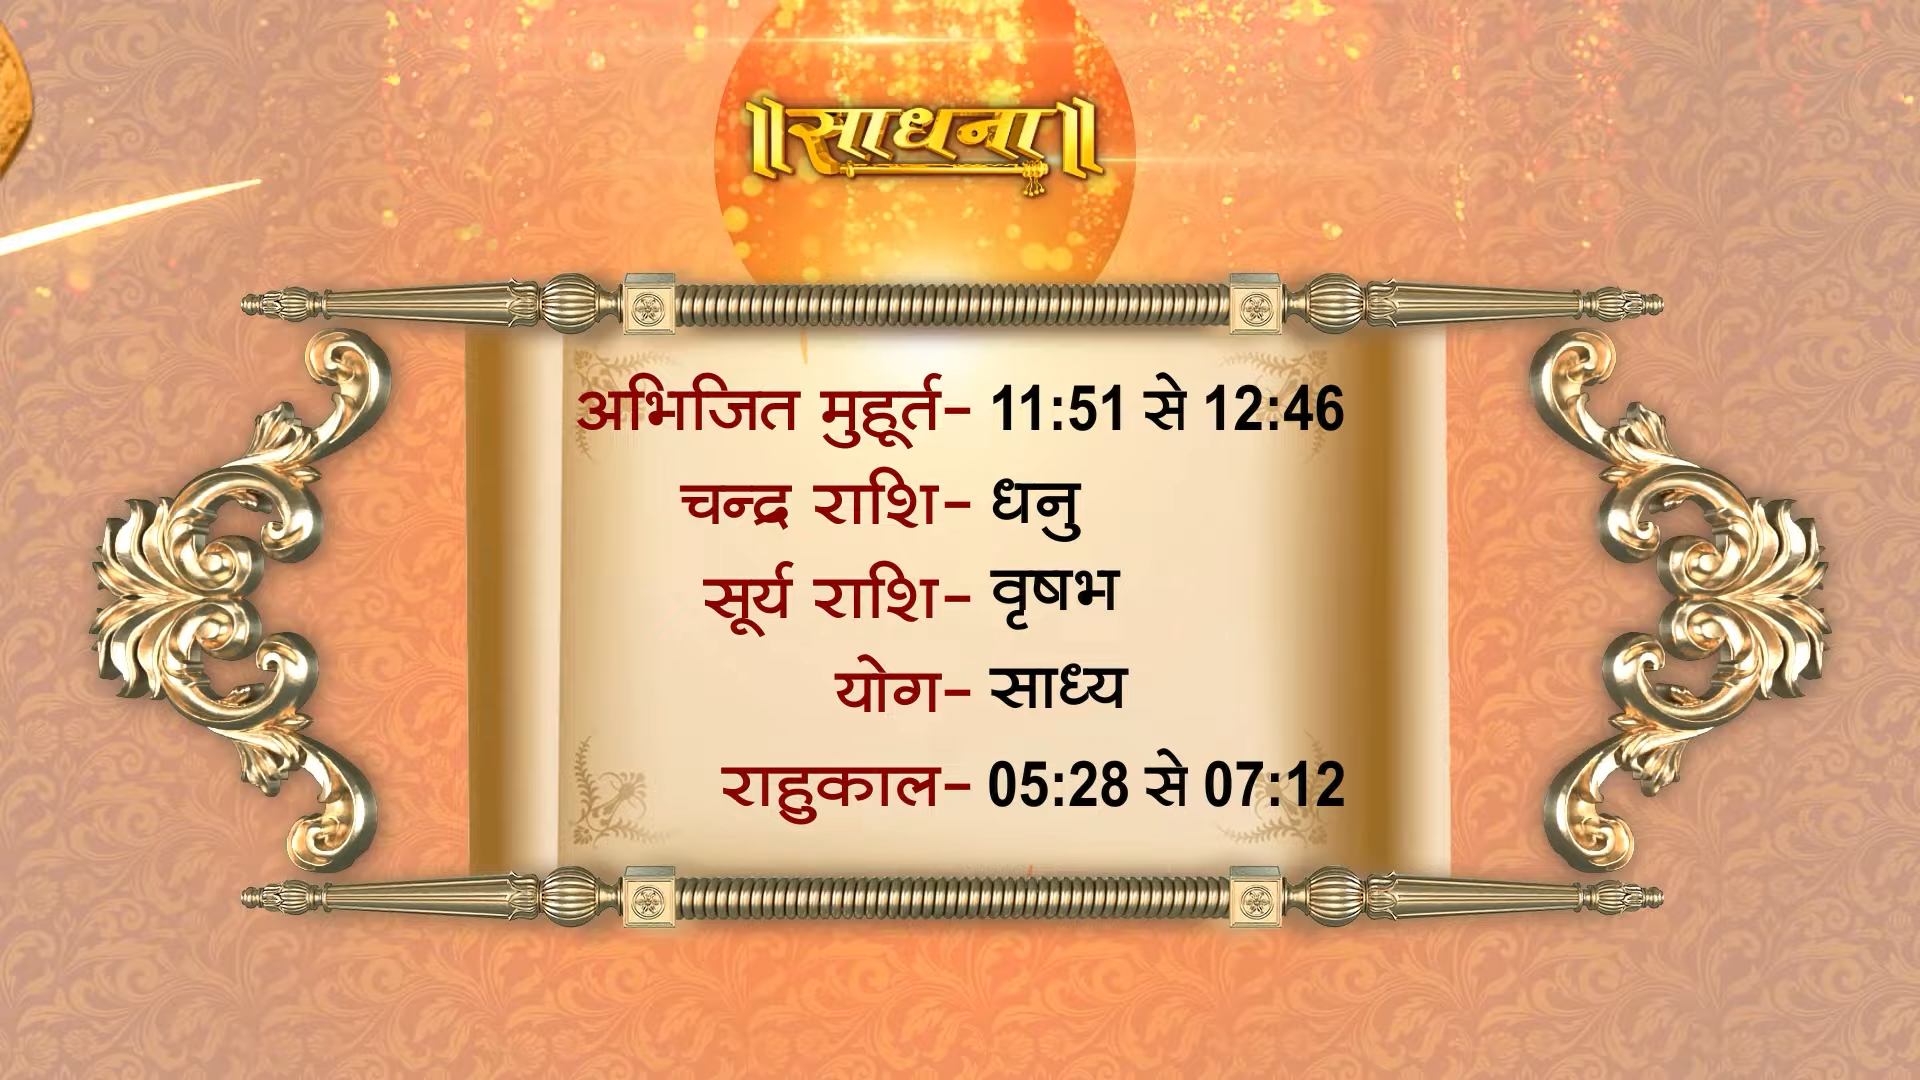 ॥साधना॥
अभिजित मुहूर्त- 11:51 से 12:46
चन्द्र राशि- धनु
सूर्य राशि- वृषभ
योग- साध्य
राहुकाल- 05:28 से 07:12